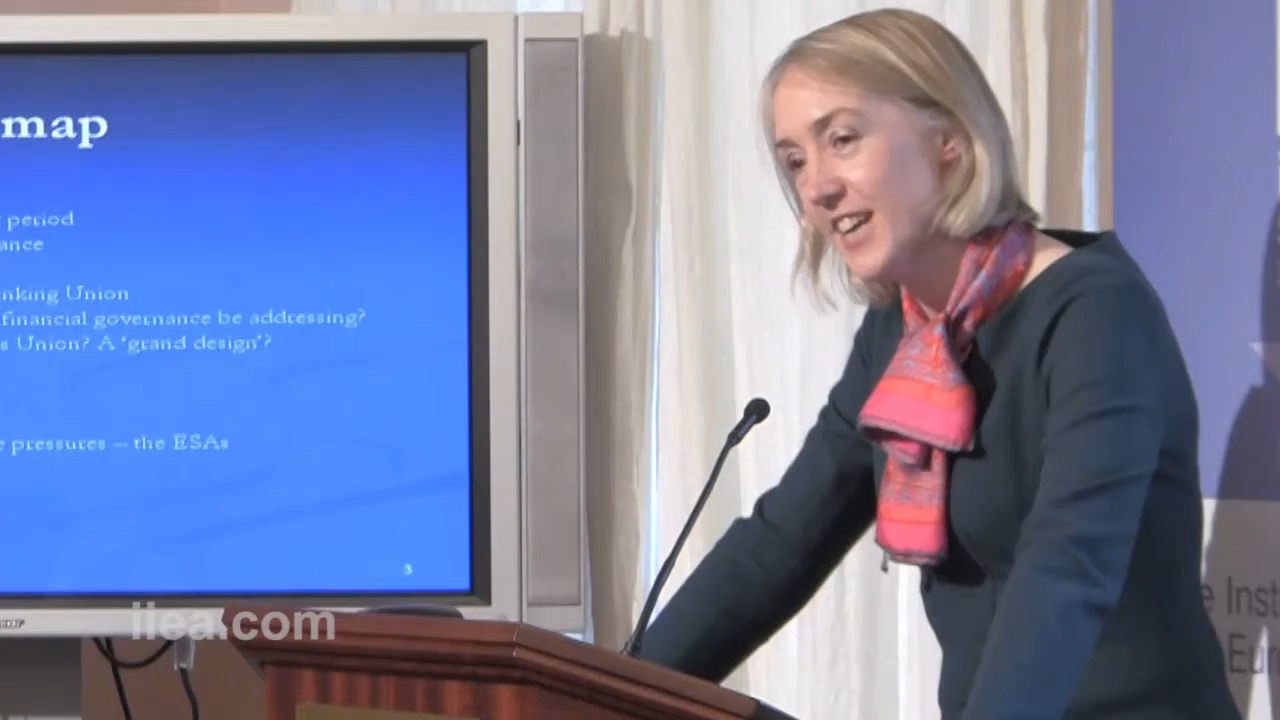 map
period
ance
nking Union
financial governance be addressing?
s Union? A 'grand design'?
e pressures – the ESAs
3
iiea.com
e Inst
Eur